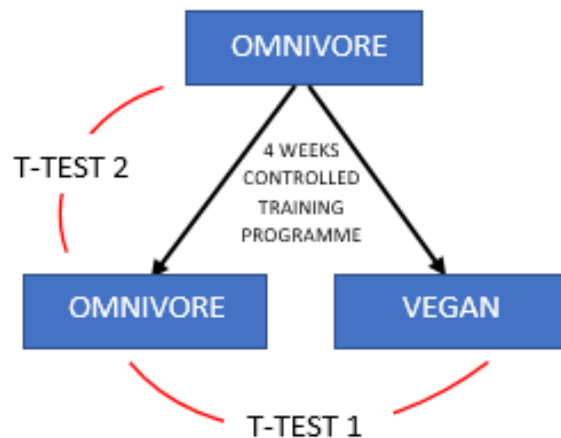 OMNIVORE
T-TEST 2
4 WEEKS
CONTROLLED
TRAINING
PROGRAMME
OMNIVORE
VEGAN
T-TEST 1